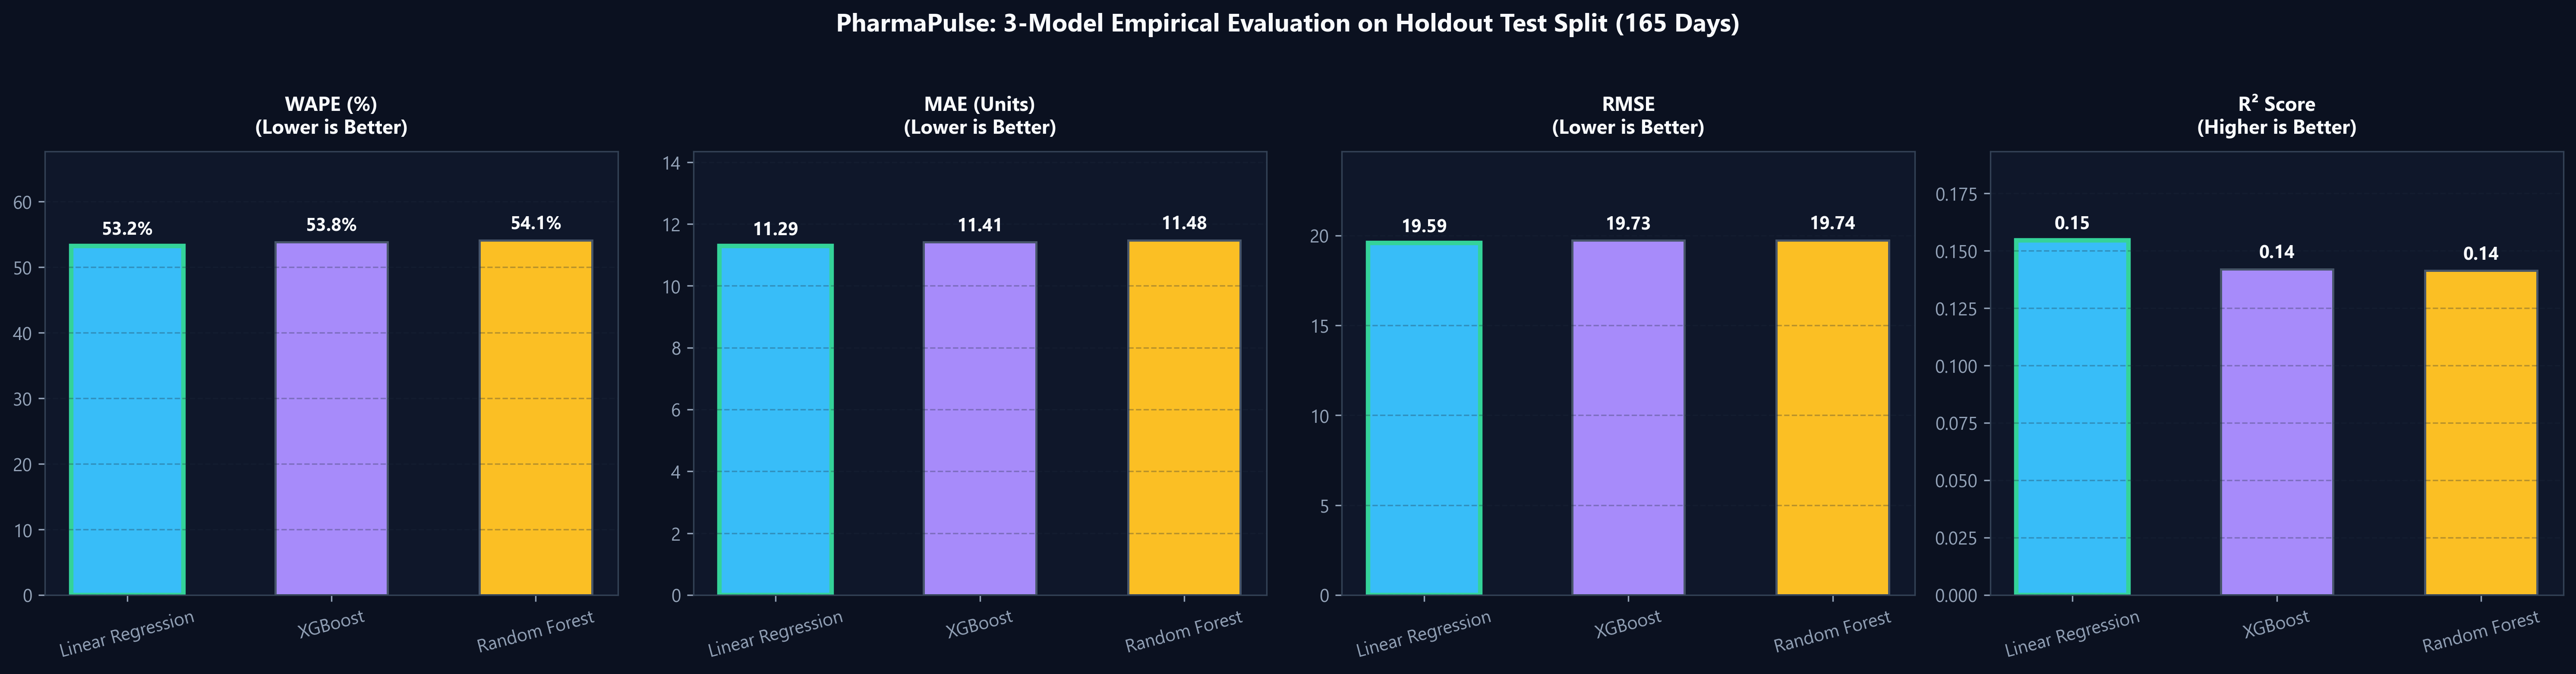 PharmaPulse: 3-Model Empirical Evaluation on Holdout Test Split (165 Days)
WAPE (%)
(Lower is Better)
60
50
40
30
20
10
0
53.2%
53.8%
54.1%
Linear Regression
XGBoost
Random Forest
MAE (Units)
(Lower is Better)
14
12
10
8
6
4
2
0
11.29
11.41
11.48
Linear Regression
XGBoost
Random Forest
RMSE
(Lower is Better)
20
15
10
5
0
19.59
19.73
19.74
Linear Regression
XGBoost
Random Forest
R² Score
(Higher is Better)
0.175
0.150
0.125
0.100
0.075
0.050
0.025
0.000
0.15
0.14
0.14
Linear Regression
XGBoost
Random Forest